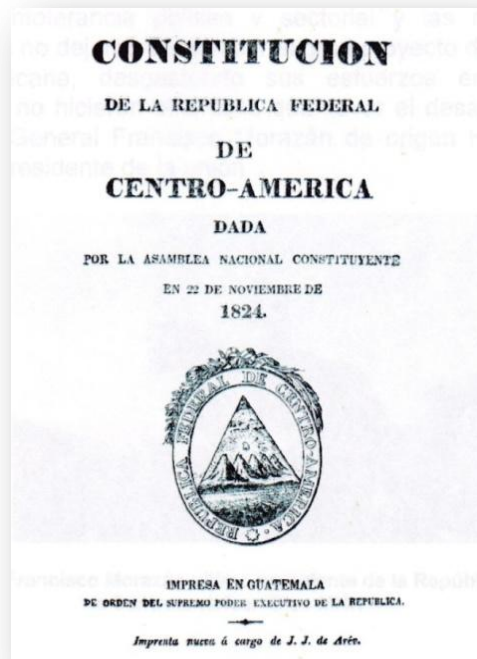 CONSTITUCION
DE LA REPUBLICA FEDERAL
DE
CENTRO-AMERICA
DADA
POR LA ASAMBLEA NACIONAL CONSTITUYENTE
EN 22 DE NOVIEMBRE DE
1824.
REPUBLICA FEDERAL DE CENTRO-AMERICA
IMPRESA EN GUATEMALA
DE ORDEN DEL SUPREMO PODER EXECUTIVO DE LA REPUBLICA.
Imprenta nueva á cargo de J. J. de Arév.